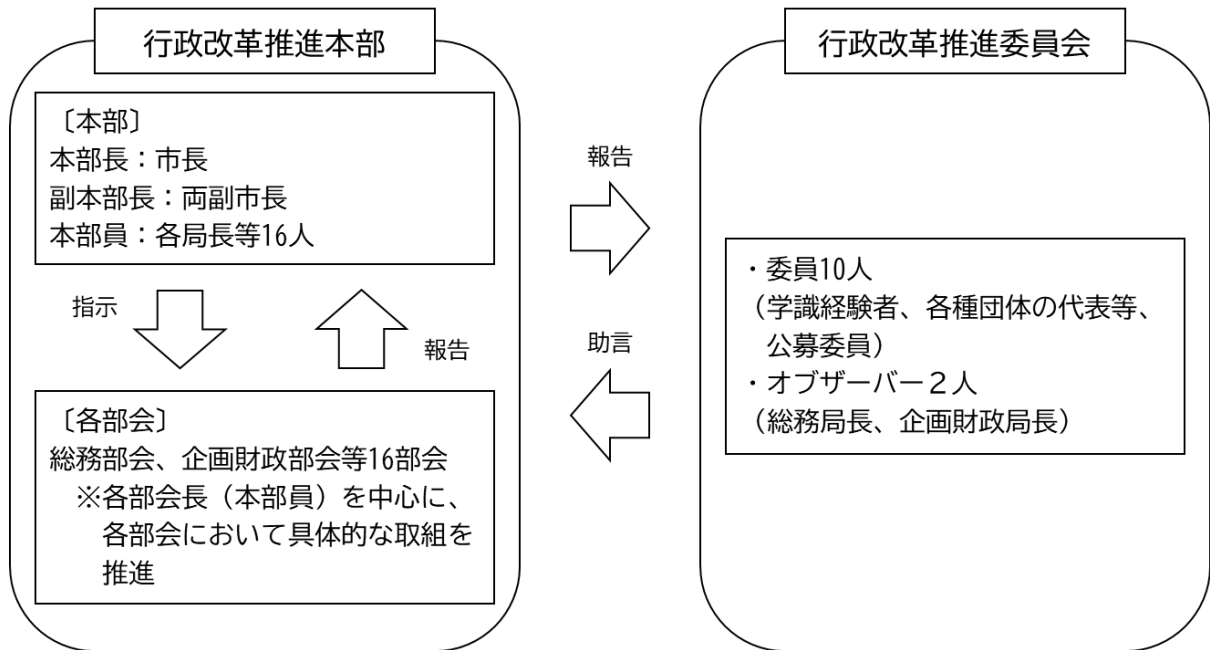 行政改革推進本部
〔本部〕
本部長：市長
副本部長：両副市長
本部員：各局長等16人
指示
報告
〔各部会〕
総務部会、企画財政部会等16部会
※各部会長（本部員）を中心に、
各部会において具体的な取組を
推進
報告
助言
行政改革推進委員会
・委員10人
（学識経験者、各種団体の代表等、
公募委員）
・オブザーバー２人
（総務局長、企画財政局長）